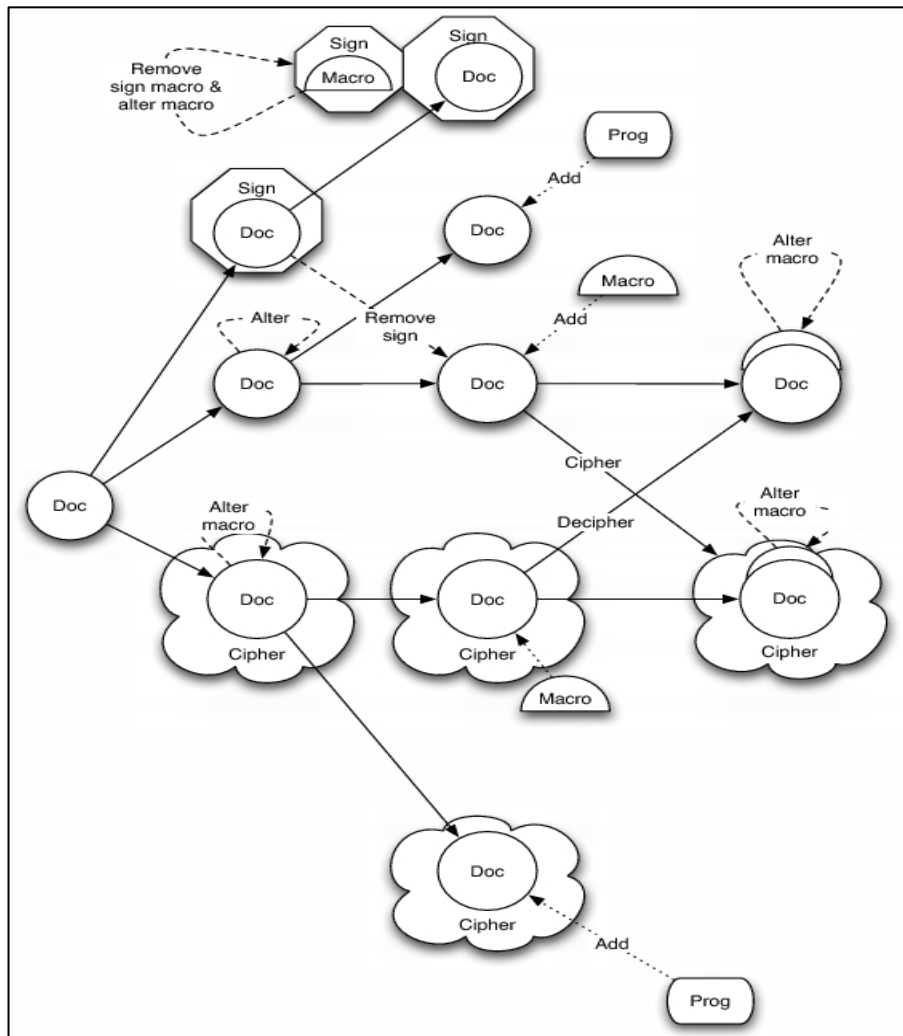 Sign
Sign
Remove
sign macro &
alter macro
Macro
Doc
Prog
Add
Sign
Doc
Doc
Alter
macro
Macro
Alter
Remove
sign
Add
Doc
Doc
Doc
Cipher
Doc
Alter
macro
Decipher
Alter
macro
Doc
Doc
Doc
Cipher
Cipher
Cipher
Macro
Doc
Cipher
Add
Prog